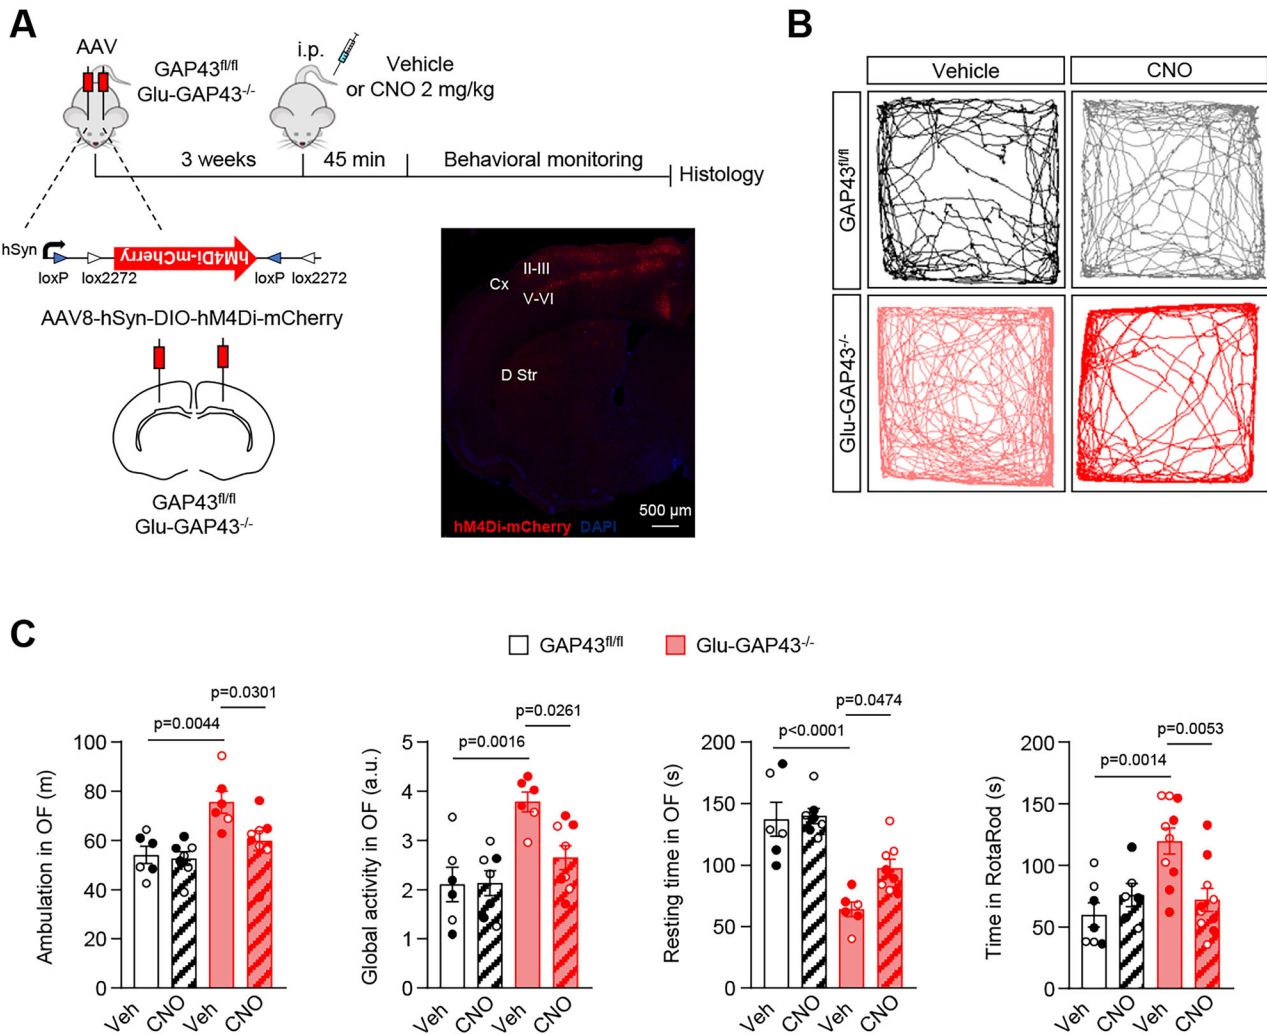 A
AAV
GAP43fl/fl
Glu-GAP43-/-
i.p.
Vehicle
or CNO 2 mg/kg
3 weeks
45 min
Behavioral monitoring
Histology
hSyn
hM4Di-mCherry
loxP
lox2272
loxP
lox2272
AAV8-hSyn-DIO-hM4Di-mCherry
GAP43fl/fl
Glu-GAP43-/-
II-III
Cx
V-VI
D Str
500 µm
hM4Di-mCherry DAPI
B
Vehicle
CNO
GAP43fl/fl
Glu-GAP43-/-
C
GAP43fl/fl
Glu-GAP43-/-
Ambulation in OF (m)
p=0.0301
p=0.0044
100
80
60
40
20
0
Veh
CNO
Veh
CNO
Global activity in OF (a.u.)
p=0.0261
p=0.0016
5
4
3
2
1
0
Veh
CNO
Veh
CNO
Resting time in OF (s)
p=0.0474
p<0.0001
200
150
100
50
0
Veh
CNO
Veh
CNO
Time in RotaRod (s)
p=0.0053
p=0.0014
200
150
100
50
0
Veh
CNO
Veh
CNO